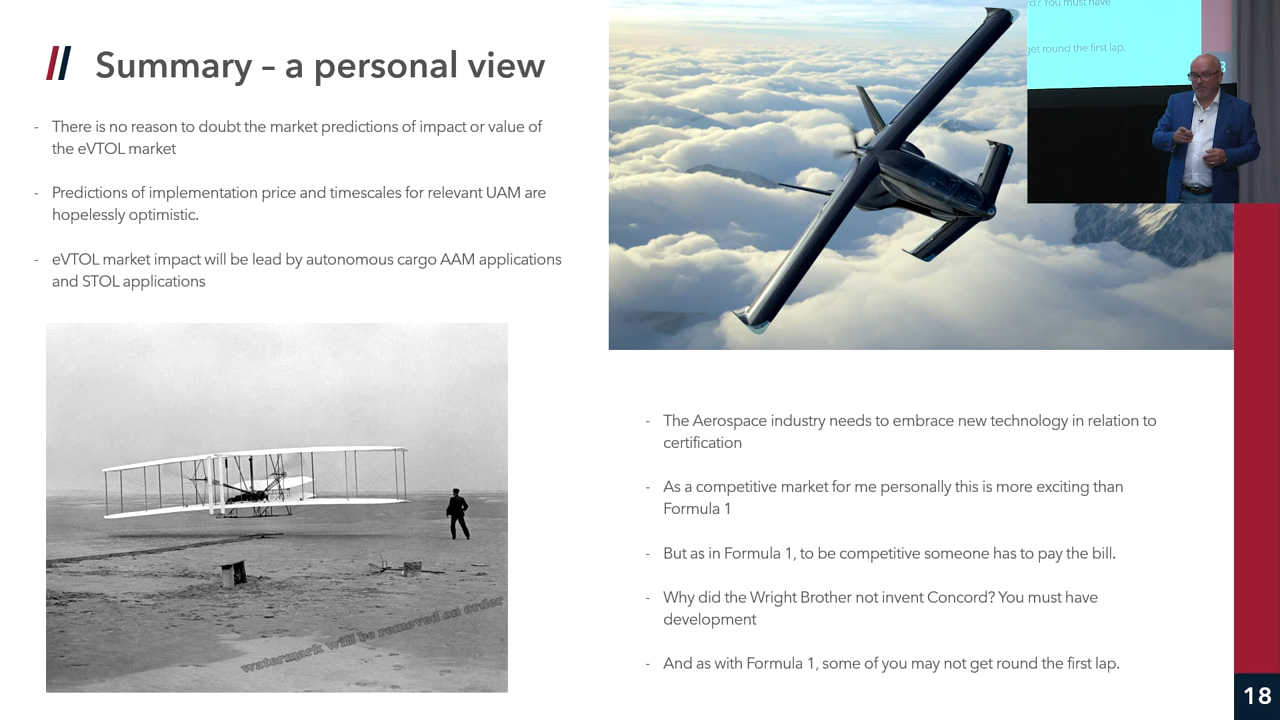 Summary – a personal view
- There is no reason to doubt the market predictions of impact or value of
the eVTOL market
- Predictions of implementation price and timescales for relevant UAM are
hopelessly optimistic.
- eVTOL market impact will be lead by autonomous cargo AAM applications
and STOL applications
watermark will be removed on order
d? You must have
get round the first lap.
- The Aerospace industry needs to embrace new technology in relation to
certification
- As a competitive market for me personally this is more exciting than
Formula 1
- But as in Formula 1, to be competitive someone has to pay the bill.
- Why did the Wright Brother not invent Concord? You must have
development
- And as with Formula 1, some of you may not get round the first lap.
18